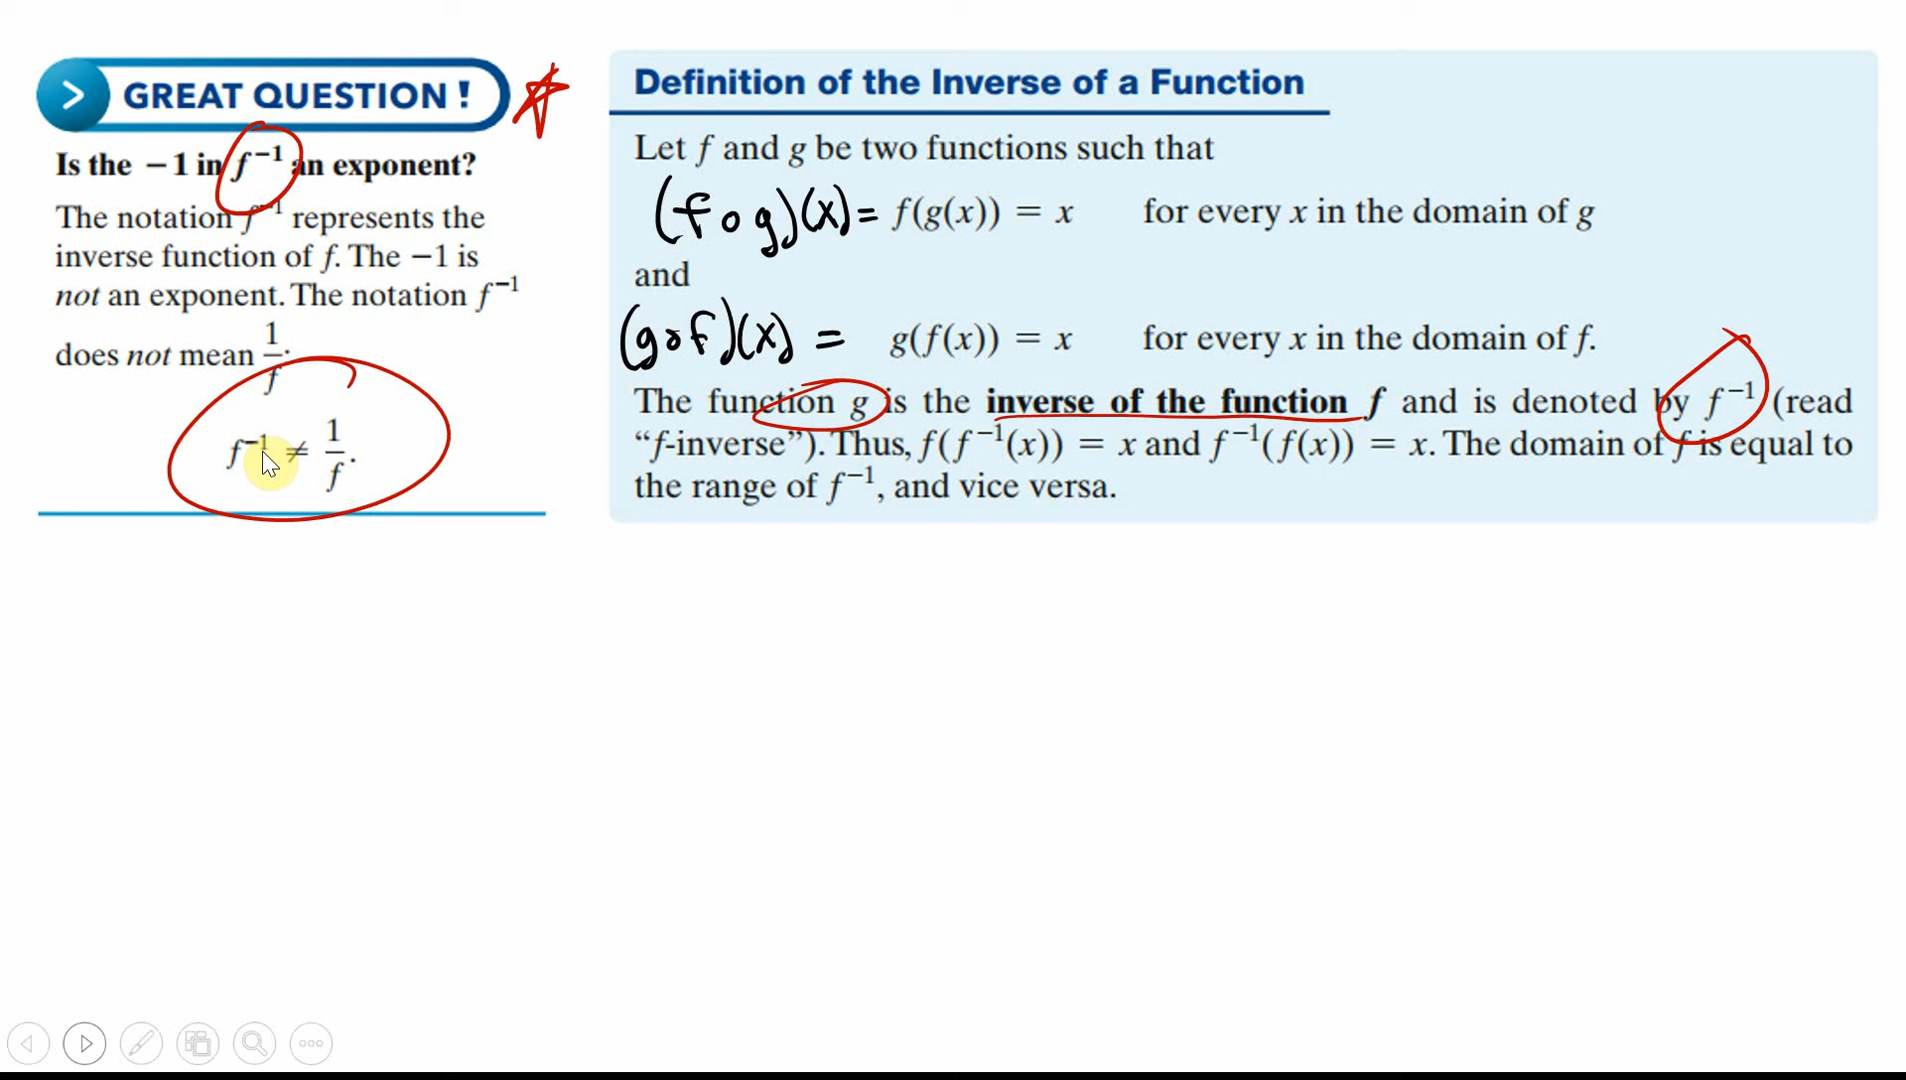 GREAT QUESTION !
Is the −1 in f⁻¹ an exponent?
The notation f⁻¹ represents the
inverse function of f. The −1 is
not an exponent. The notation f⁻¹
does not mean 1/f.
f⁻¹ ≠ 1/f.
Definition of the Inverse of a Function
Let f and g be two functions such that
(f o g)(x) = f(g(x)) = x for every x in the domain of g
and
(g o f)(x) = g(f(x)) = x for every x in the domain of f.
The function g is the inverse of the function f and is denoted by f⁻¹ (read
“f-inverse”). Thus, f(f⁻¹(x)) = x and f⁻¹(f(x)) = x. The domain of f is equal to
the range of f⁻¹, and vice versa.